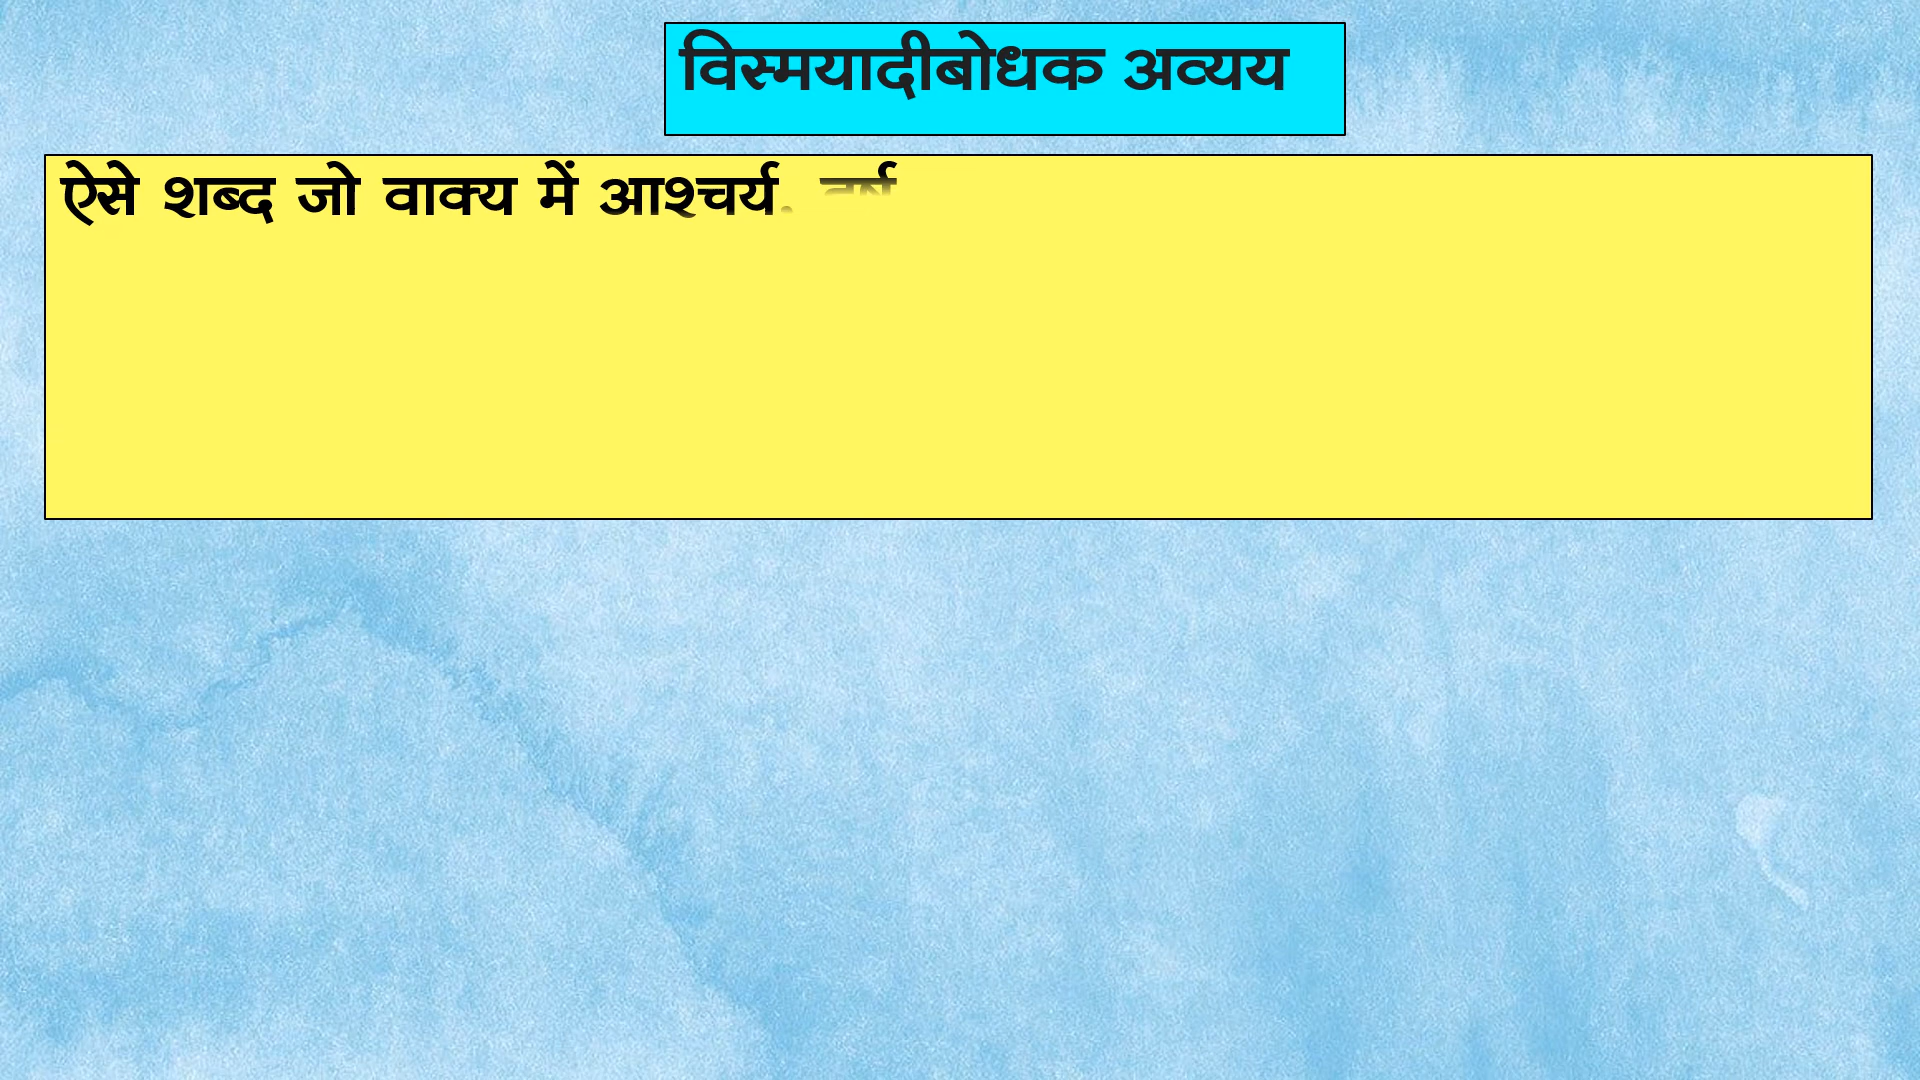 विस्मयादीबोधक अव्यय
ऐसे शब्द जो वाक्य में आश्चर्य,